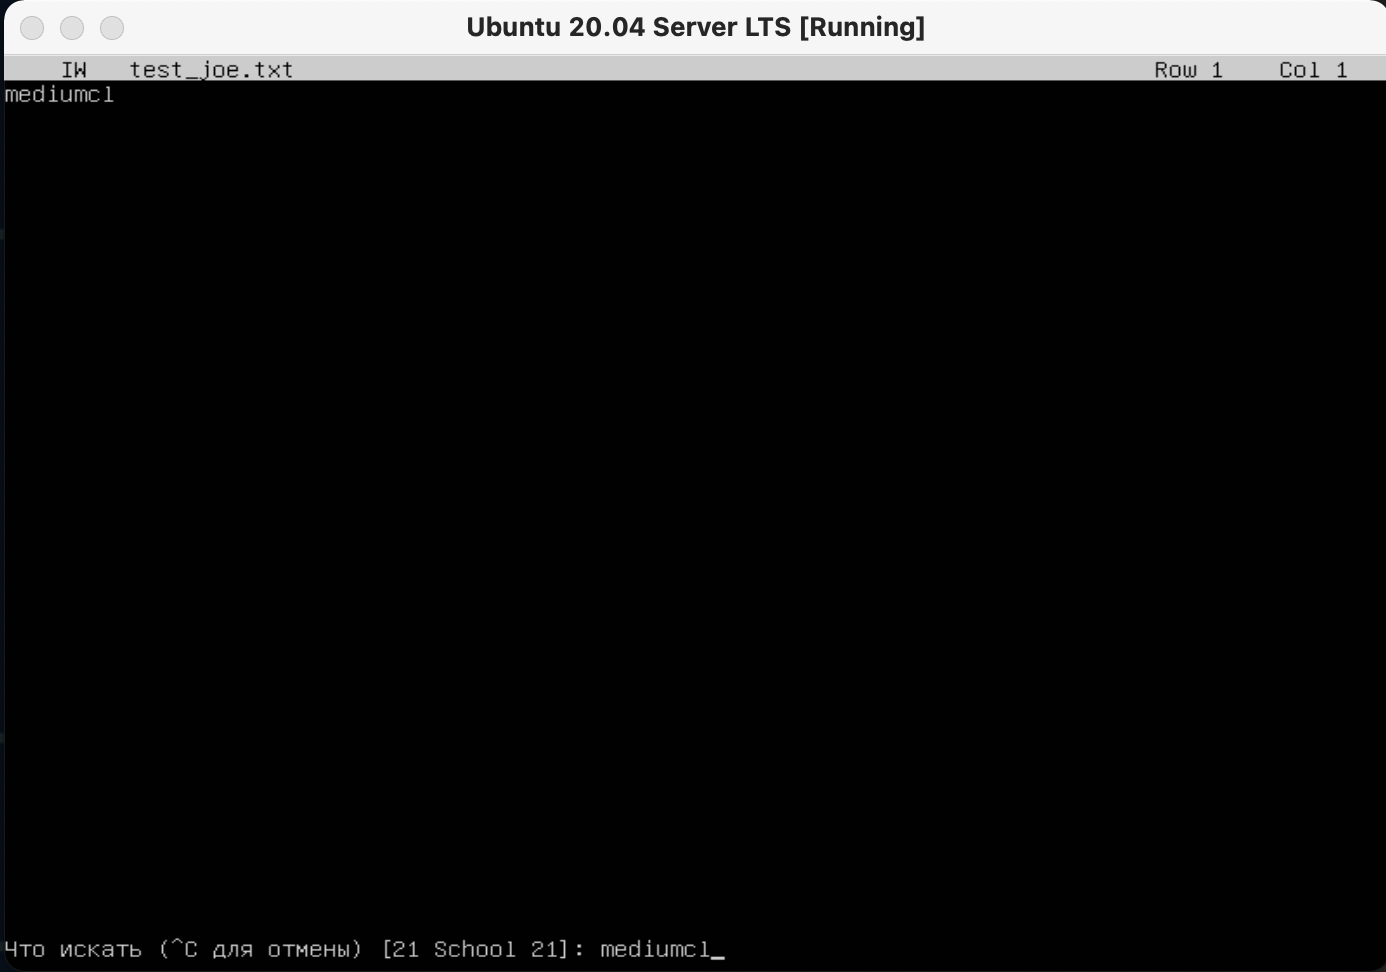 Ubuntu 20.04 Server LTS [Running]
IW test_joe.txt Row 1 Col 1
mediumcl
Что искать (^C для отмены) [21 School 21]: mediumcl_